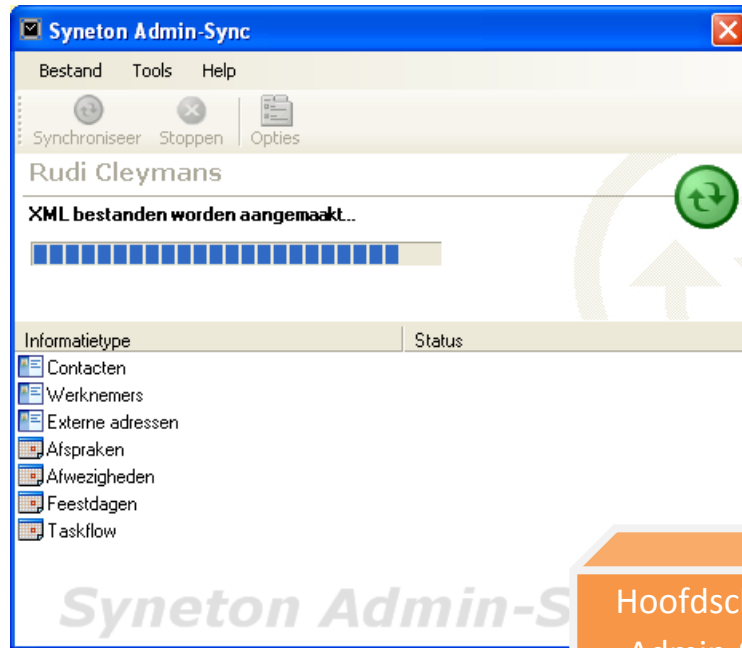 Syneton Admin-Sync
Bestand Tools Help
Synchroniseer Stoppen Opties
Rudi Cleymans
XML bestanden worden aangemaakt...
Informatietype Status
Contacten
Werknemers
Externe adressen
Afspraken
Afwezigheden
Feestdagen
Taskflow
Syneton Admin-S
Hoofdsc